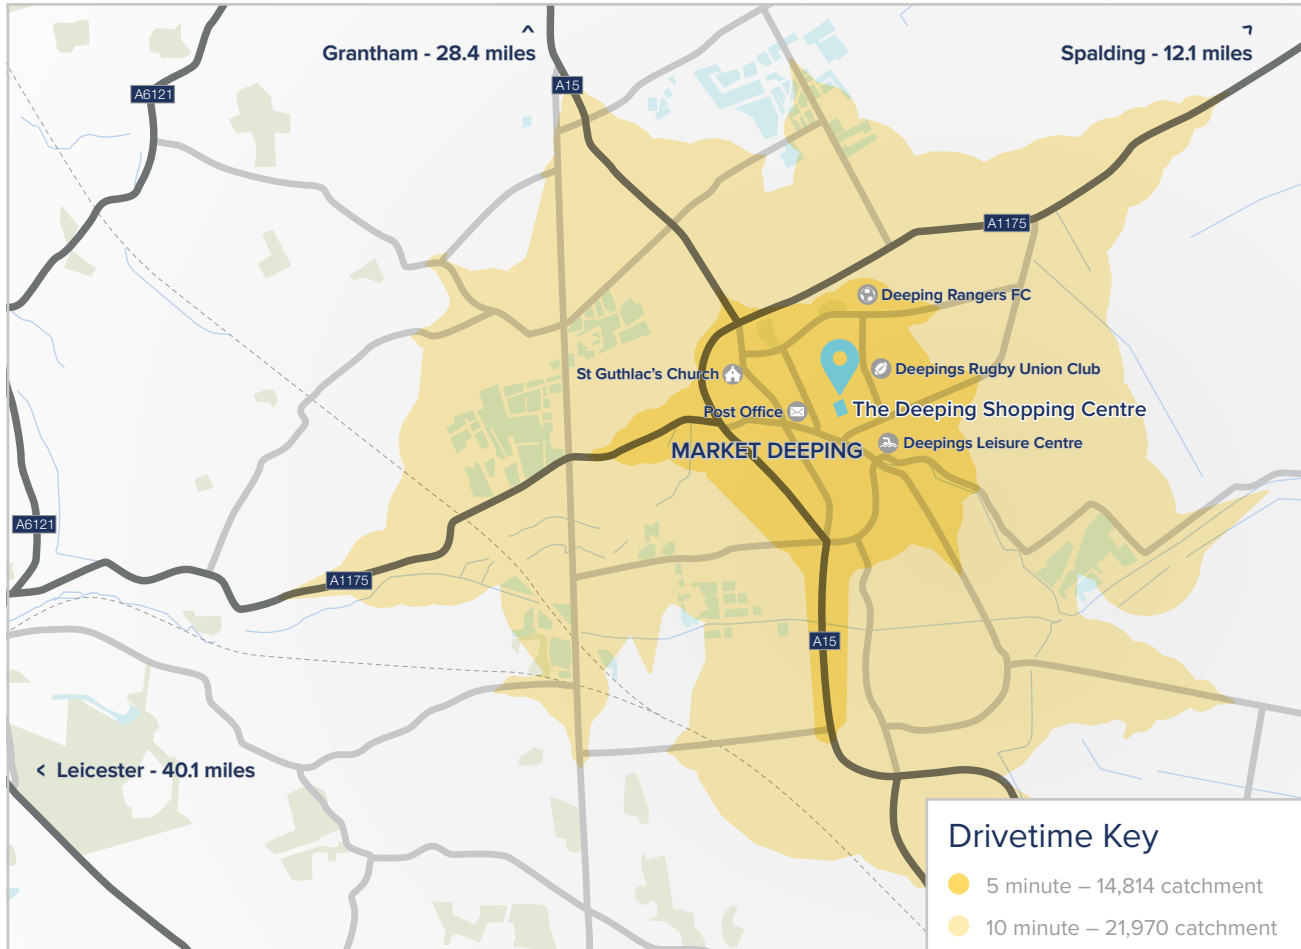 Grantham - 28.4 miles
Spalding - 12.1 miles
A6121
A15
A1175
Deeping Rangers FC
St Guthlac's Church
Deepings Rugby Union Club
Post Office
The Deeping Shopping Centre
MARKET DEEPING
Deepings Leisure Centre
A6121
A1175
A15
Leicester - 40.1 miles
Drivetime Key
5 minute – 14,814 catchment
10 minute – 21,970 catchment